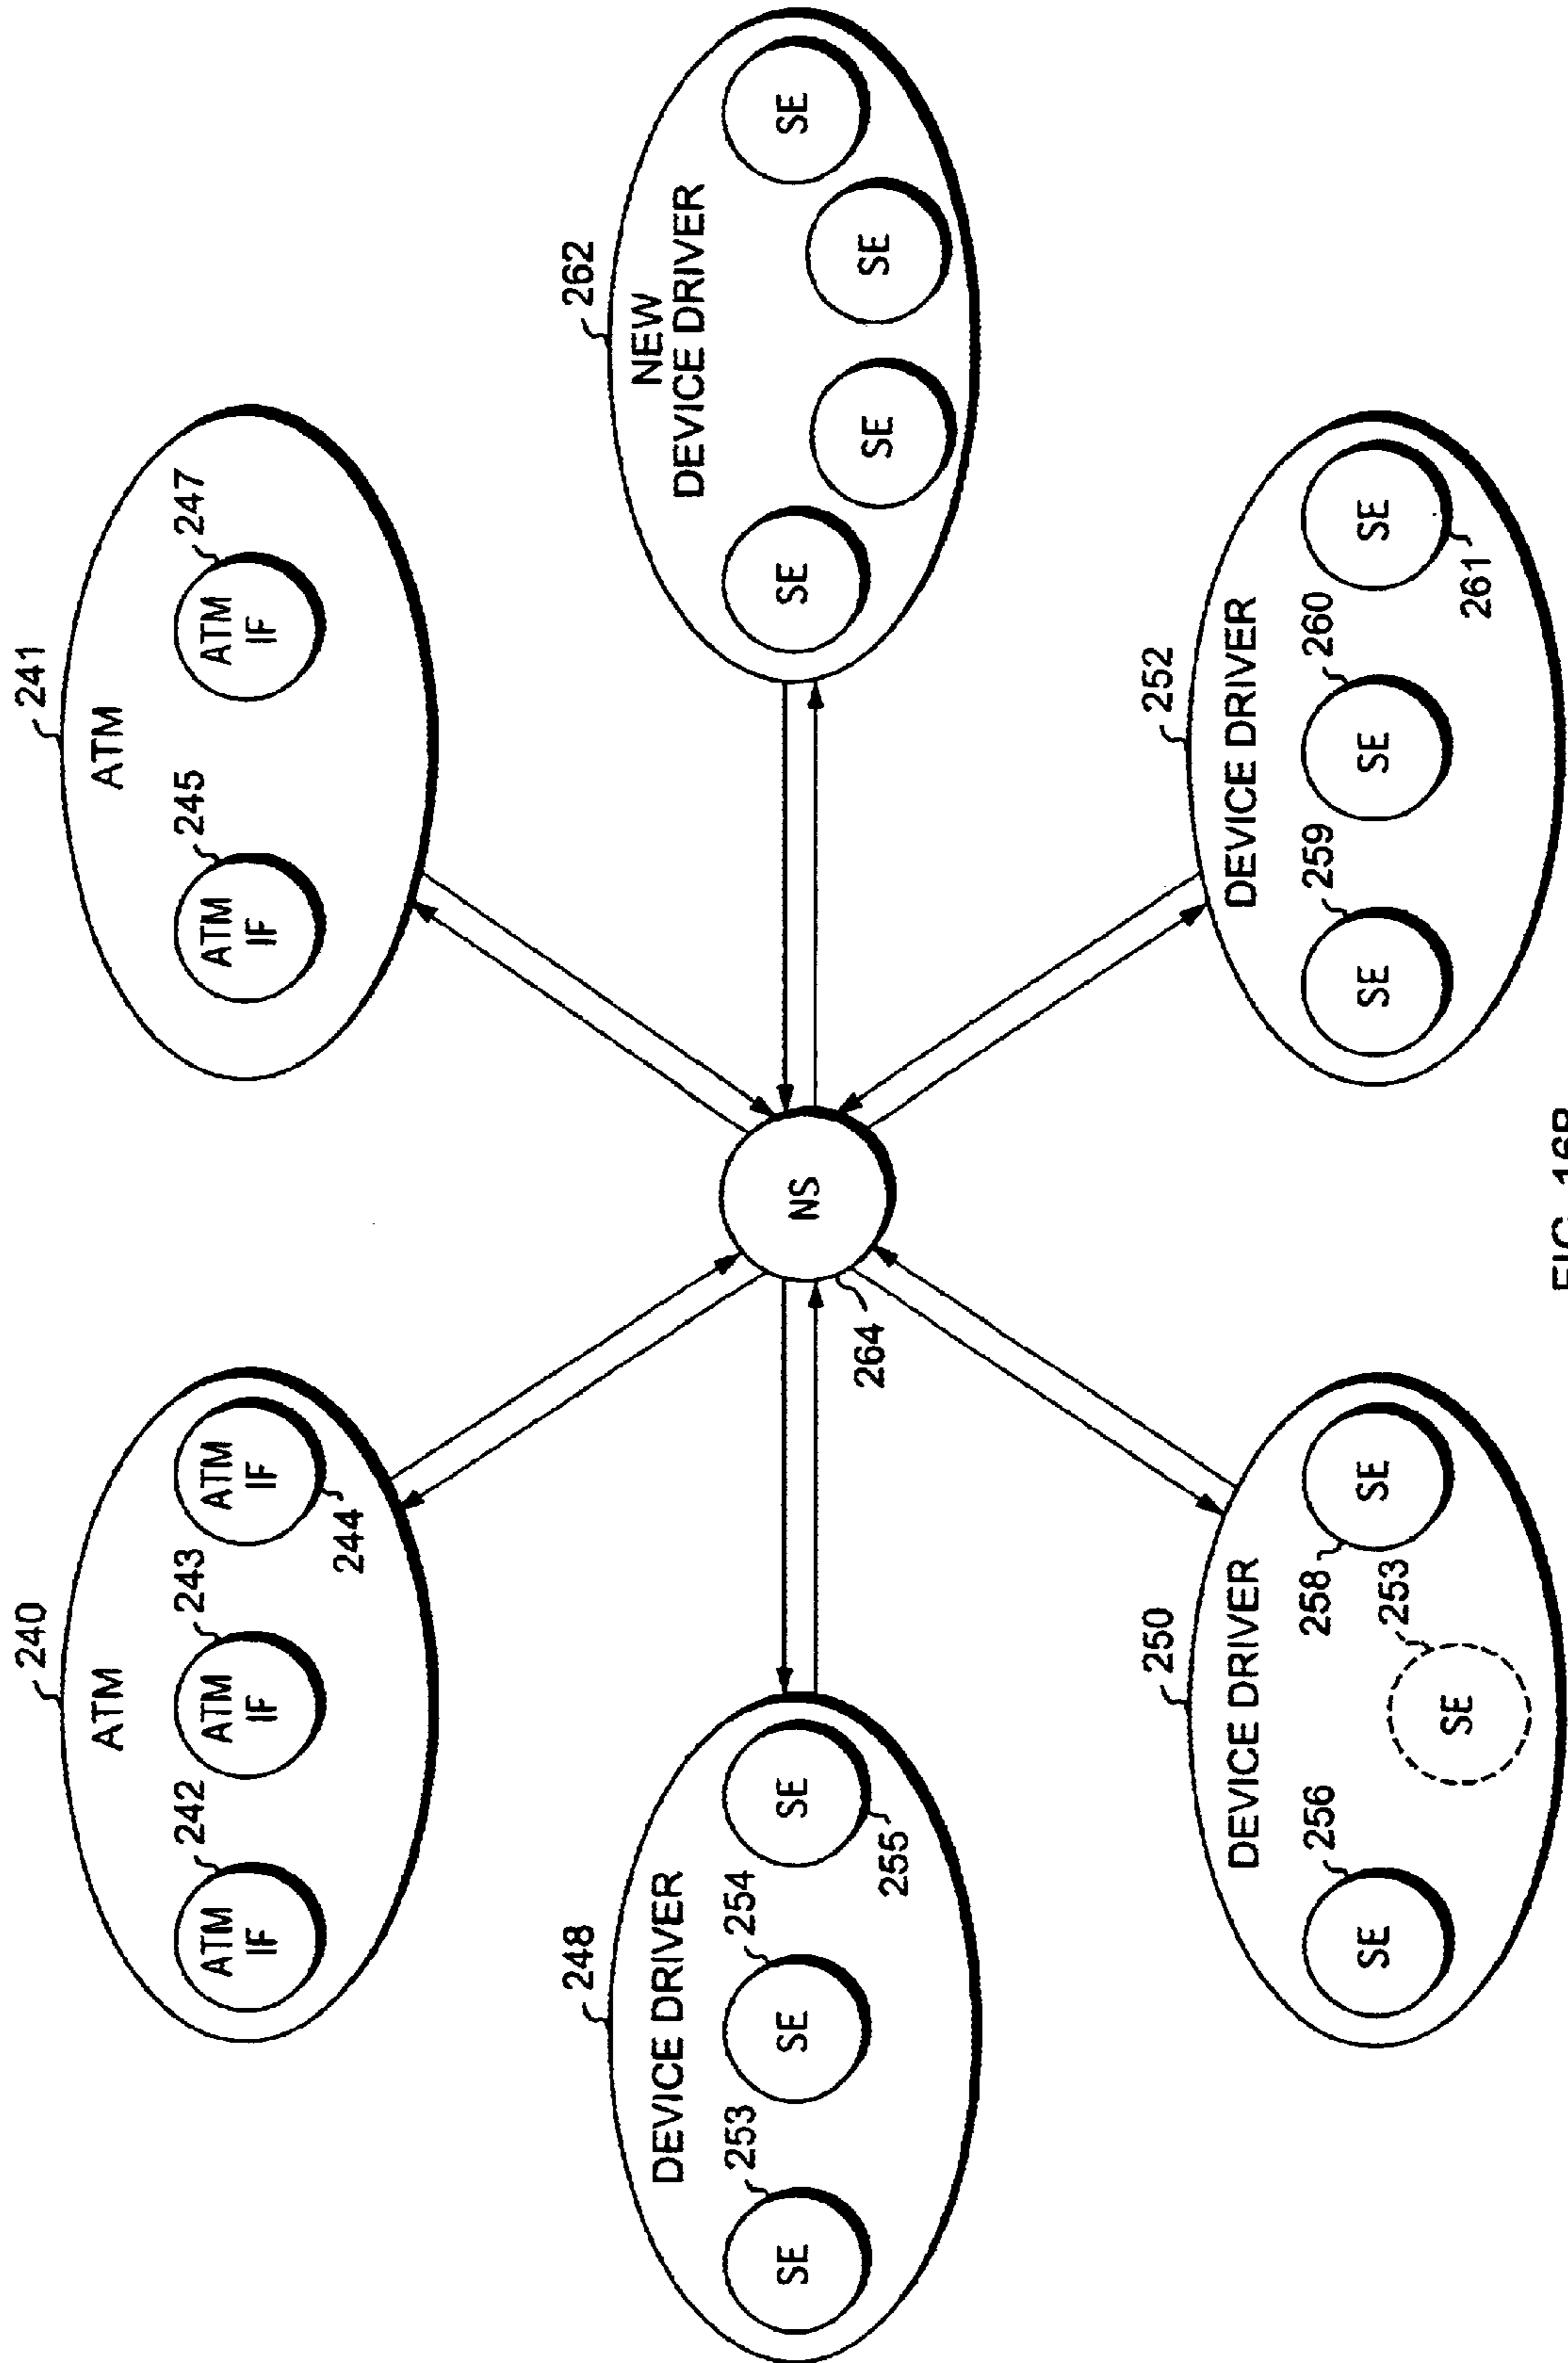 240
ATM
242
243
ATM
IF
ATM
IF
ATM
IF
244
241
ATM
245
247
ATM
IF
ATM
IF
248
DEVICE DRIVER
253
254
SE
SE
SE
255
NS
264
262
NEW
DEVICE DRIVER
SE
SE
SE
SE
250
DEVICE DRIVER
256
SE
258
SE
253
SE
252
DEVICE DRIVER
259
260
SE
SE
SE
261
FIG. 16B